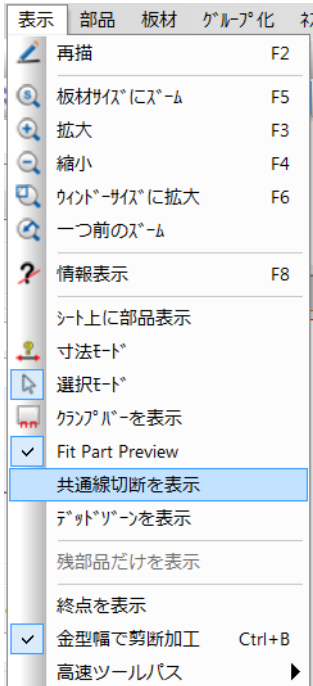 表示 部品 板材 ｸﾞﾙｰﾌﾟ化
再描 F2
板材ｻｲｽﾞにｽﾞｰﾑ F5
拡大 F3
縮小 F4
ｳｨﾝﾄﾞｰｻｲｽﾞに拡大 F6
一つ前のｽﾞｰﾑ
情報表示 F8
ｼｰﾄ上に部品表示
寸法ﾓｰﾄﾞ
選択ﾓｰﾄﾞ
ｸﾗﾝﾌﾟﾊﾞｰを表示
Fit Part Preview
共通線切断を表示
ﾃﾞｯﾄﾞｿﾞｰﾝを表示
残部品だけを表示
終点を表示
金型幅で剪断加工 Ctrl+B
高速ツールパス